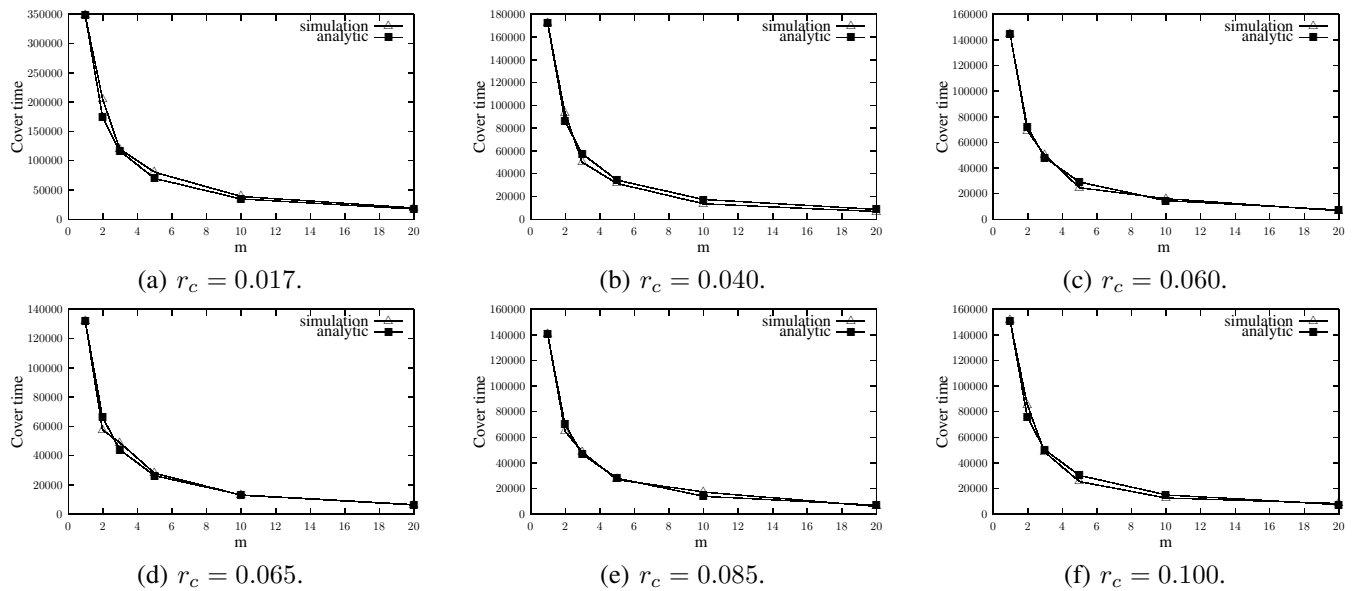 350000
300000
250000
200000
150000
100000
50000
0
Cover time
simulation
analytic
0 2 4 6 8 10 12 14 16 18 20
m
(a) r_c = 0.017.
180000
160000
140000
120000
100000
80000
60000
40000
20000
0
Cover time
simulation
analytic
0 2 4 6 8 10 12 14 16 18 20
m
(b) r_c = 0.040.
160000
140000
120000
100000
80000
60000
40000
20000
0
Cover time
simulation
analytic
0 2 4 6 8 10 12 14 16 18 20
m
(c) r_c = 0.060.
140000
120000
100000
80000
60000
40000
20000
0
Cover time
simulation
analytic
0 2 4 6 8 10 12 14 16 18 20
m
(d) r_c = 0.065.
160000
140000
120000
100000
80000
60000
40000
20000
0
Cover time
simulation
analytic
0 2 4 6 8 10 12 14 16 18 20
m
(e) r_c = 0.085.
160000
140000
120000
100000
80000
60000
40000
20000
0
Cover time
simulation
analytic
0 2 4 6 8 10 12 14 16 18 20
m
(f) r_c = 0.100.